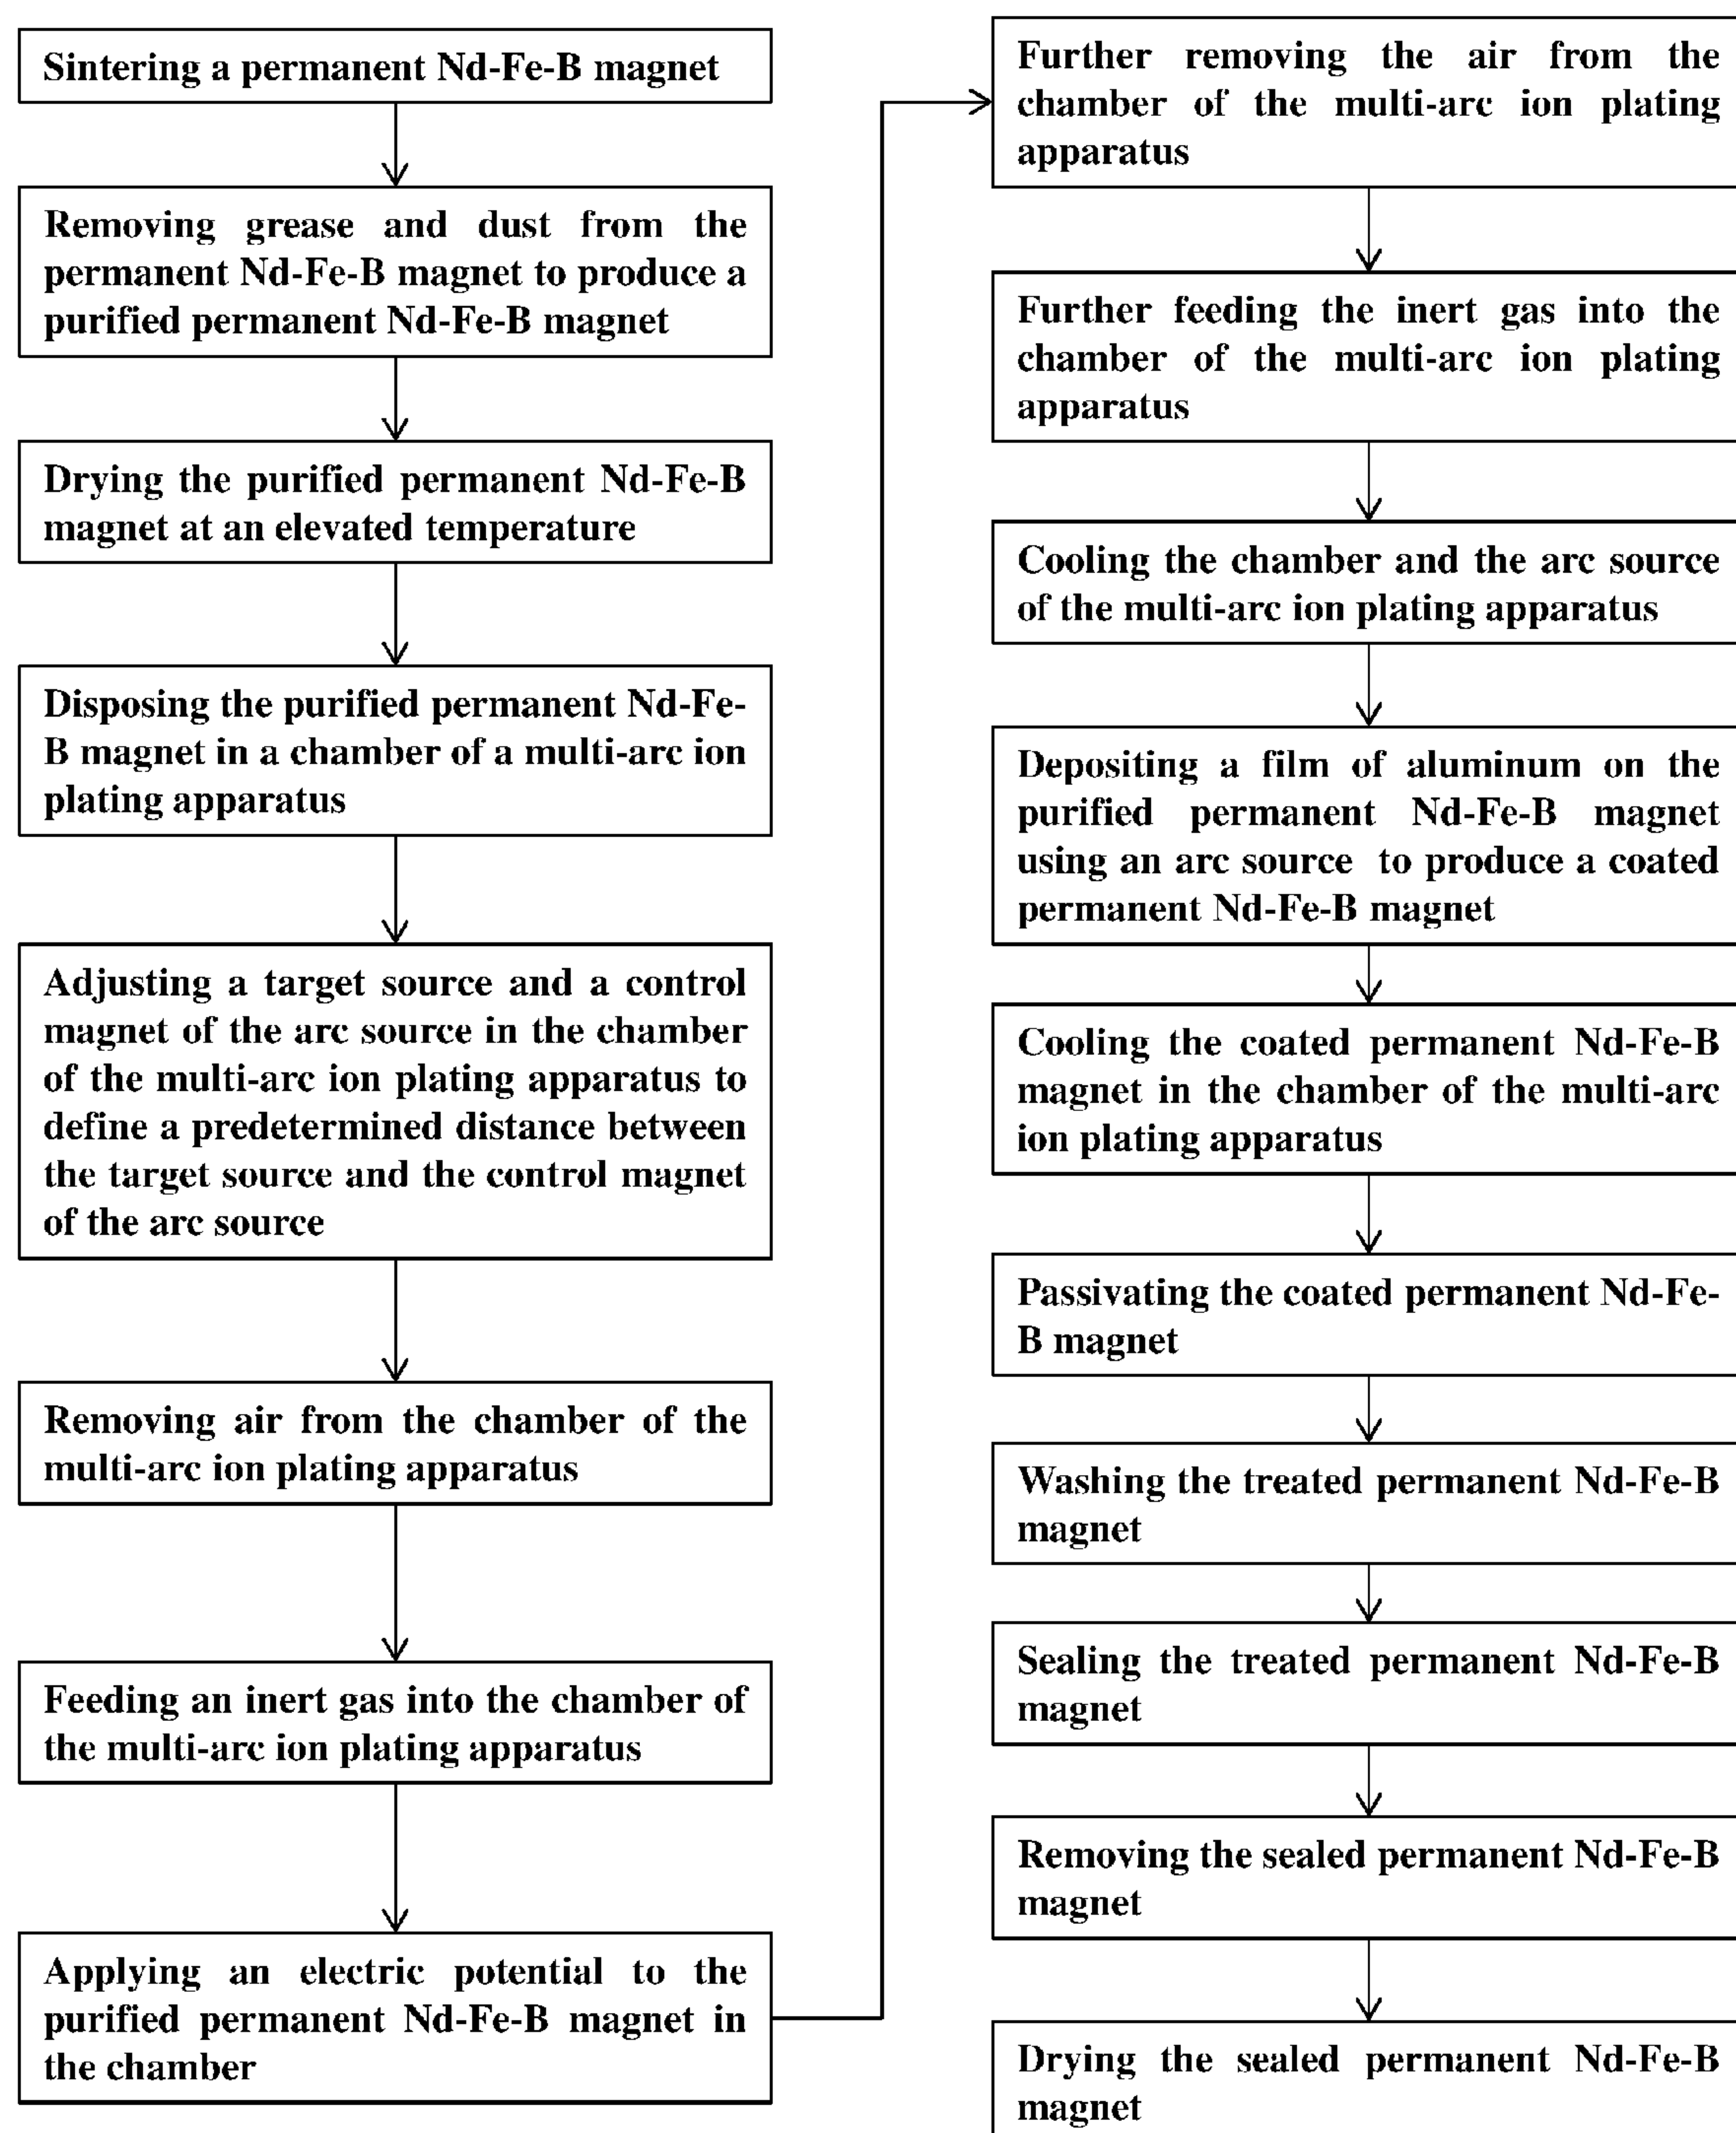 Sintering a permanent Nd-Fe-B magnet
Removing grease and dust from the
permanent Nd-Fe-B magnet to produce a
purified permanent Nd-Fe-B magnet
Drying the purified permanent Nd-Fe-B
magnet at an elevated temperature
Disposing the purified permanent Nd-Fe-
B magnet in a chamber of a multi-arc ion
plating apparatus
Adjusting a target source and a control
magnet of the arc source in the chamber
of the multi-arc ion plating apparatus to
define a predetermined distance between
the target source and the control magnet
of the arc source
Removing air from the chamber of the
multi-arc ion plating apparatus
Feeding an inert gas into the chamber of
the multi-arc ion plating apparatus
Applying an electric potential to the
purified permanent Nd-Fe-B magnet in
the chamber
Further removing the air from the
chamber of the multi-arc ion plating
apparatus
Further feeding the inert gas into the
chamber of the multi-arc ion plating
apparatus
Cooling the chamber and the arc source
of the multi-arc ion plating apparatus
Depositing a film of aluminum on the
purified permanent Nd-Fe-B magnet
using an arc source to produce a coated
permanent Nd-Fe-B magnet
Cooling the coated permanent Nd-Fe-B
magnet in the chamber of the multi-arc
ion plating apparatus
Passivating the coated permanent Nd-Fe-
B magnet
Washing the treated permanent Nd-Fe-B
magnet
Sealing the treated permanent Nd-Fe-B
magnet
Removing the sealed permanent Nd-Fe-B
magnet
Drying the sealed permanent Nd-Fe-B
magnet